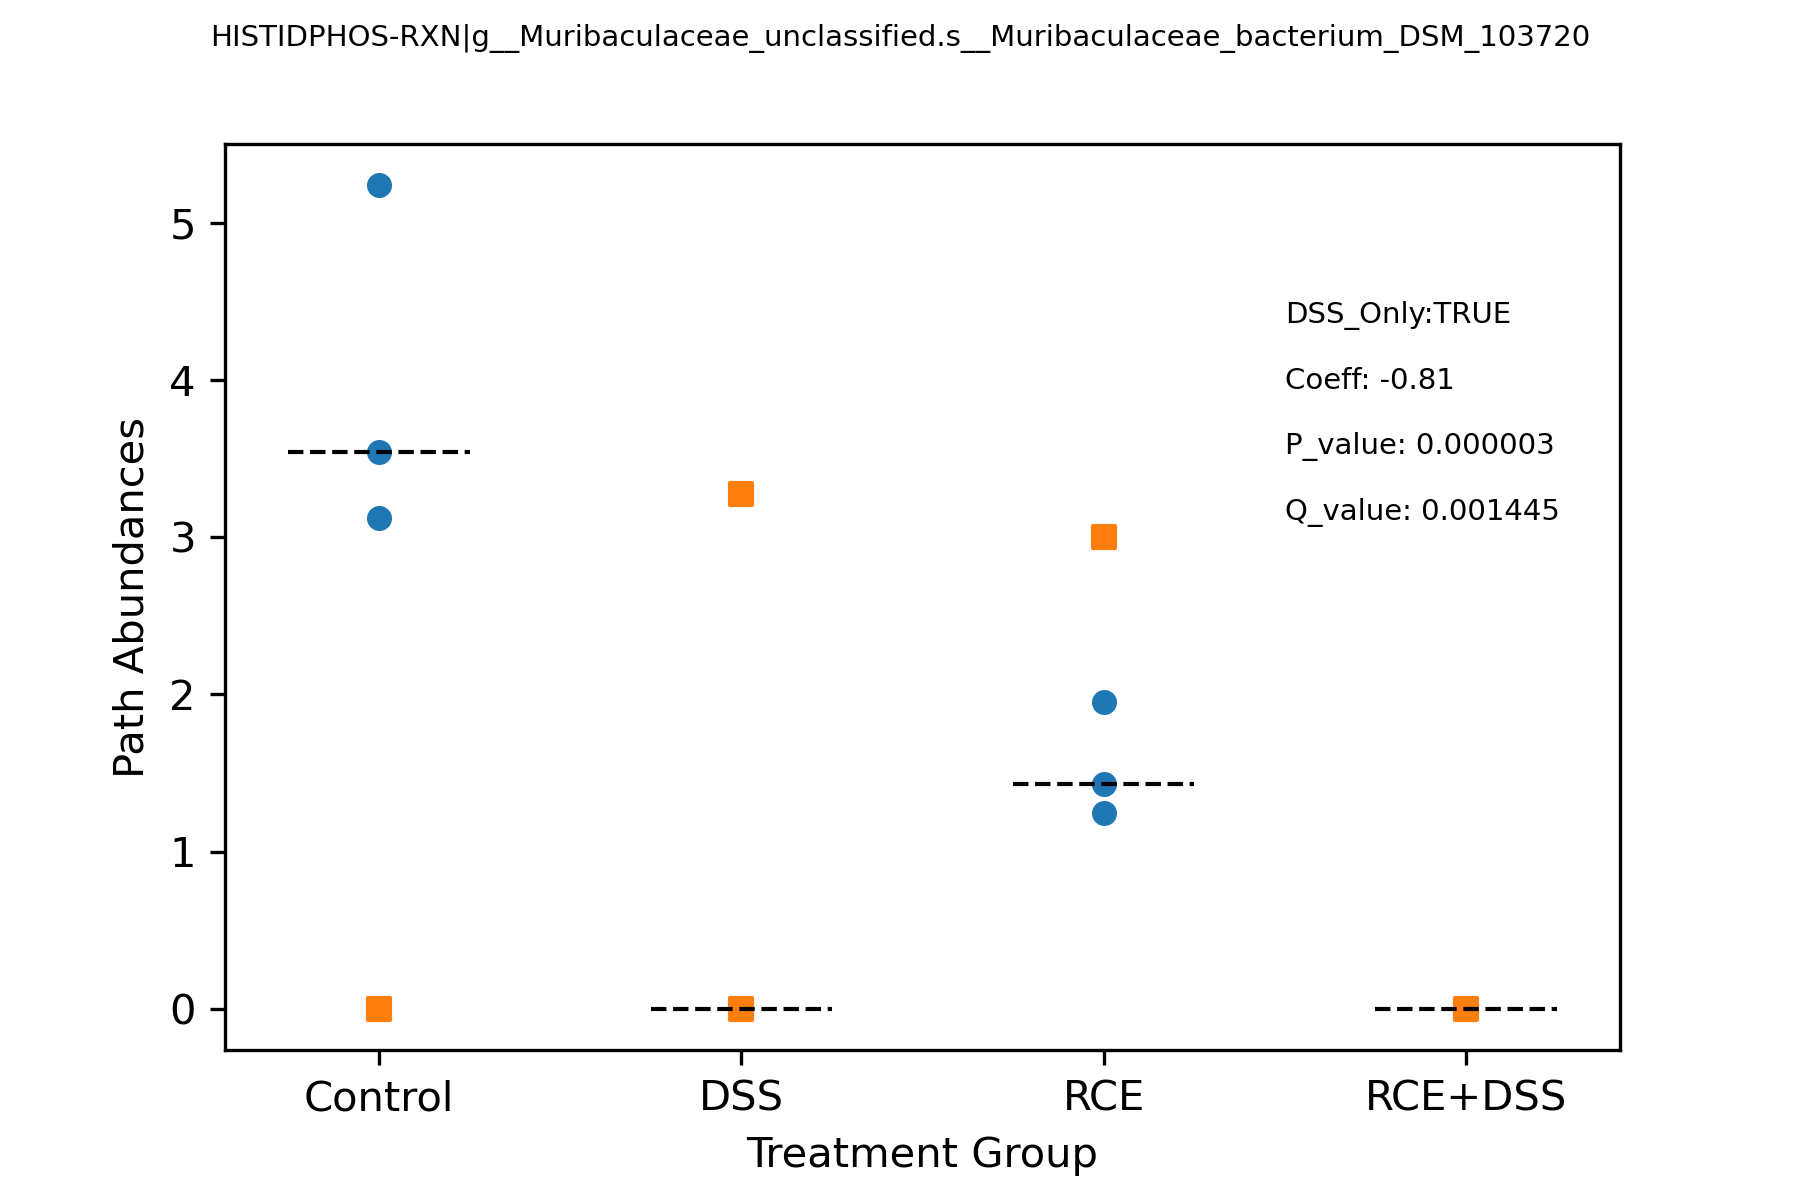 HISTIDPHOS-RXN|g__Muribaculaceae_unclassified.s__Muribaculaceae_bacterium_DSM_103720
5
4
3
2
1
0
Path Abundances
DSS_Only:TRUE
Coeff: -0.81
P_value: 0.000003
Q_value: 0.001445
Control DSS RCE RCE+DSS
Treatment Group